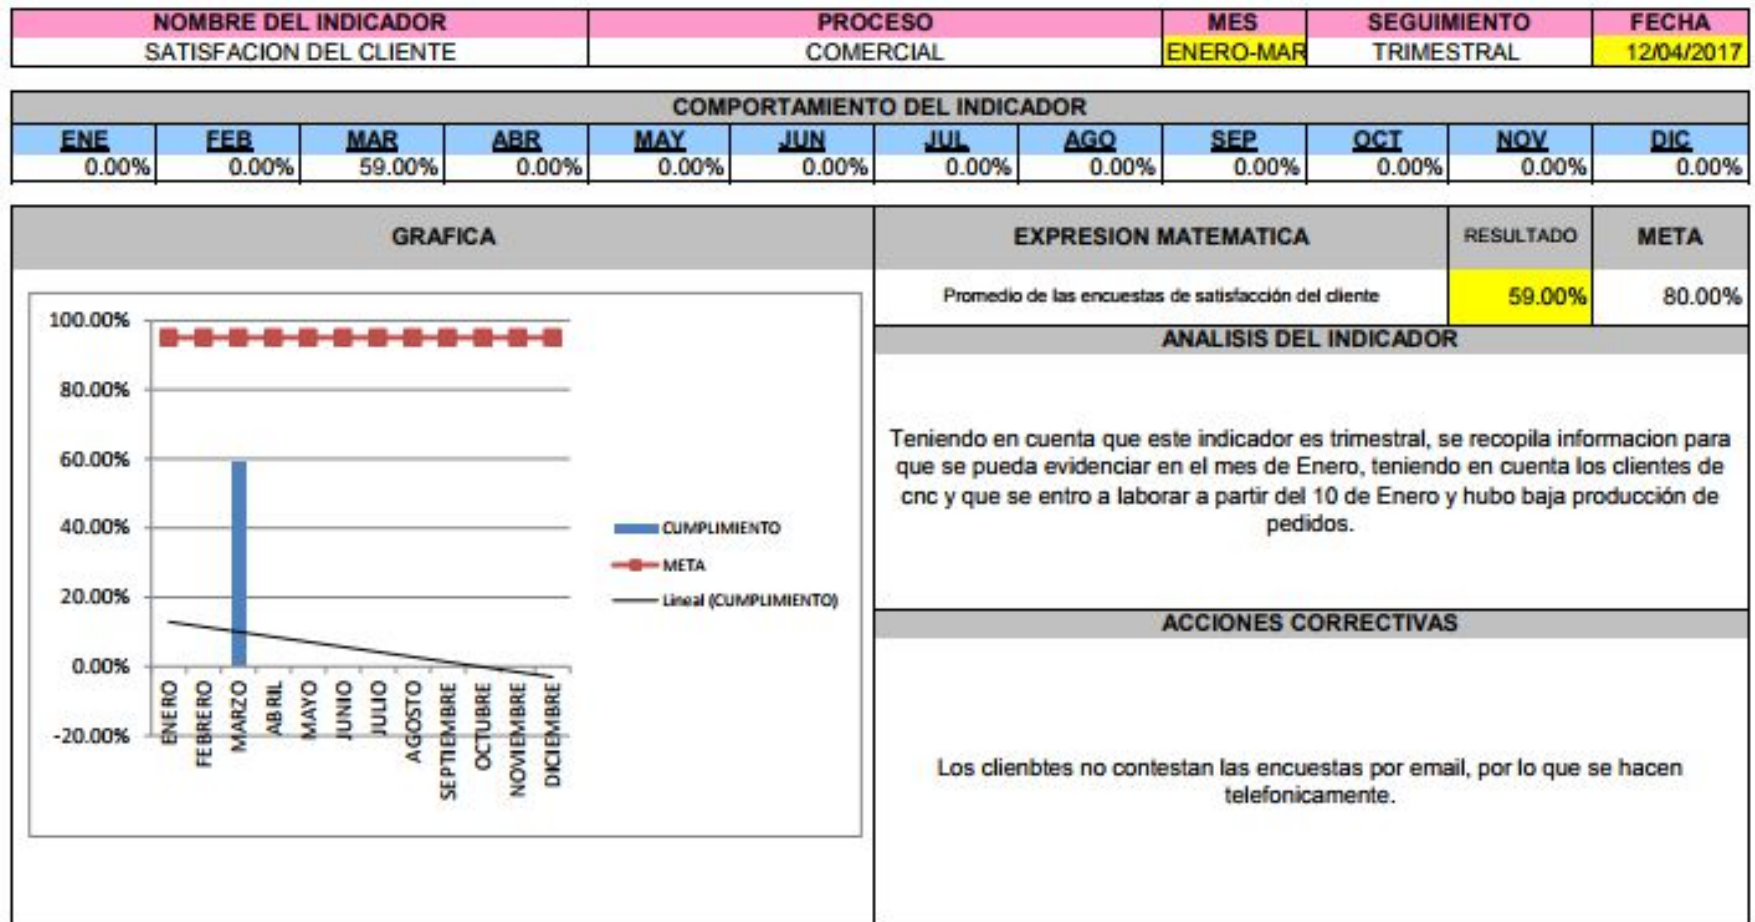 NOMBRE DEL INDICADOR PROCESO MES SEGUIMIENTO FECHA
SATISFACION DEL CLIENTE COMERCIAL ENERO-MAR TRIMESTRAL 12/04/2017
COMPORTAMIENTO DEL INDICADOR
ENE FEB MAR ABR MAY JUN JUL AGO SEP OCT NOV DIC
0.00% 0.00% 59.00% 0.00% 0.00% 0.00% 0.00% 0.00% 0.00% 0.00% 0.00% 0.00%
GRAFICA
100.00%
80.00%
60.00%
40.00%
20.00%
0.00%
-20.00%
ENERO
FEBRERO
MARZO
ABRIL
MAYO
JUNIO
JULIO
AGOSTO
SEPTIEMBRE
OCTUBRE
NOVIEMBRE
DICIEMBRE
CUMPLIMIENTO
META
Lineal (CUMPLIMIENTO)
EXPRESION MATEMATICA RESULTADO META
Promedio de las encuestas de satisfacción del cliente 59.00% 80.00%
ANALISIS DEL INDICADOR
Teniendo en cuenta que este indicador es trimestral, se recopila informacion para
que se pueda evidenciar en el mes de Enero, teniendo en cuenta los clientes de
cnc y que se entro a laborar a partir del 10 de Enero y hubo baja producción de
pedidos.
ACCIONES CORRECTIVAS
Los clienbtes no contestan las encuestas por email, por lo que se hacen
telefonicamente.